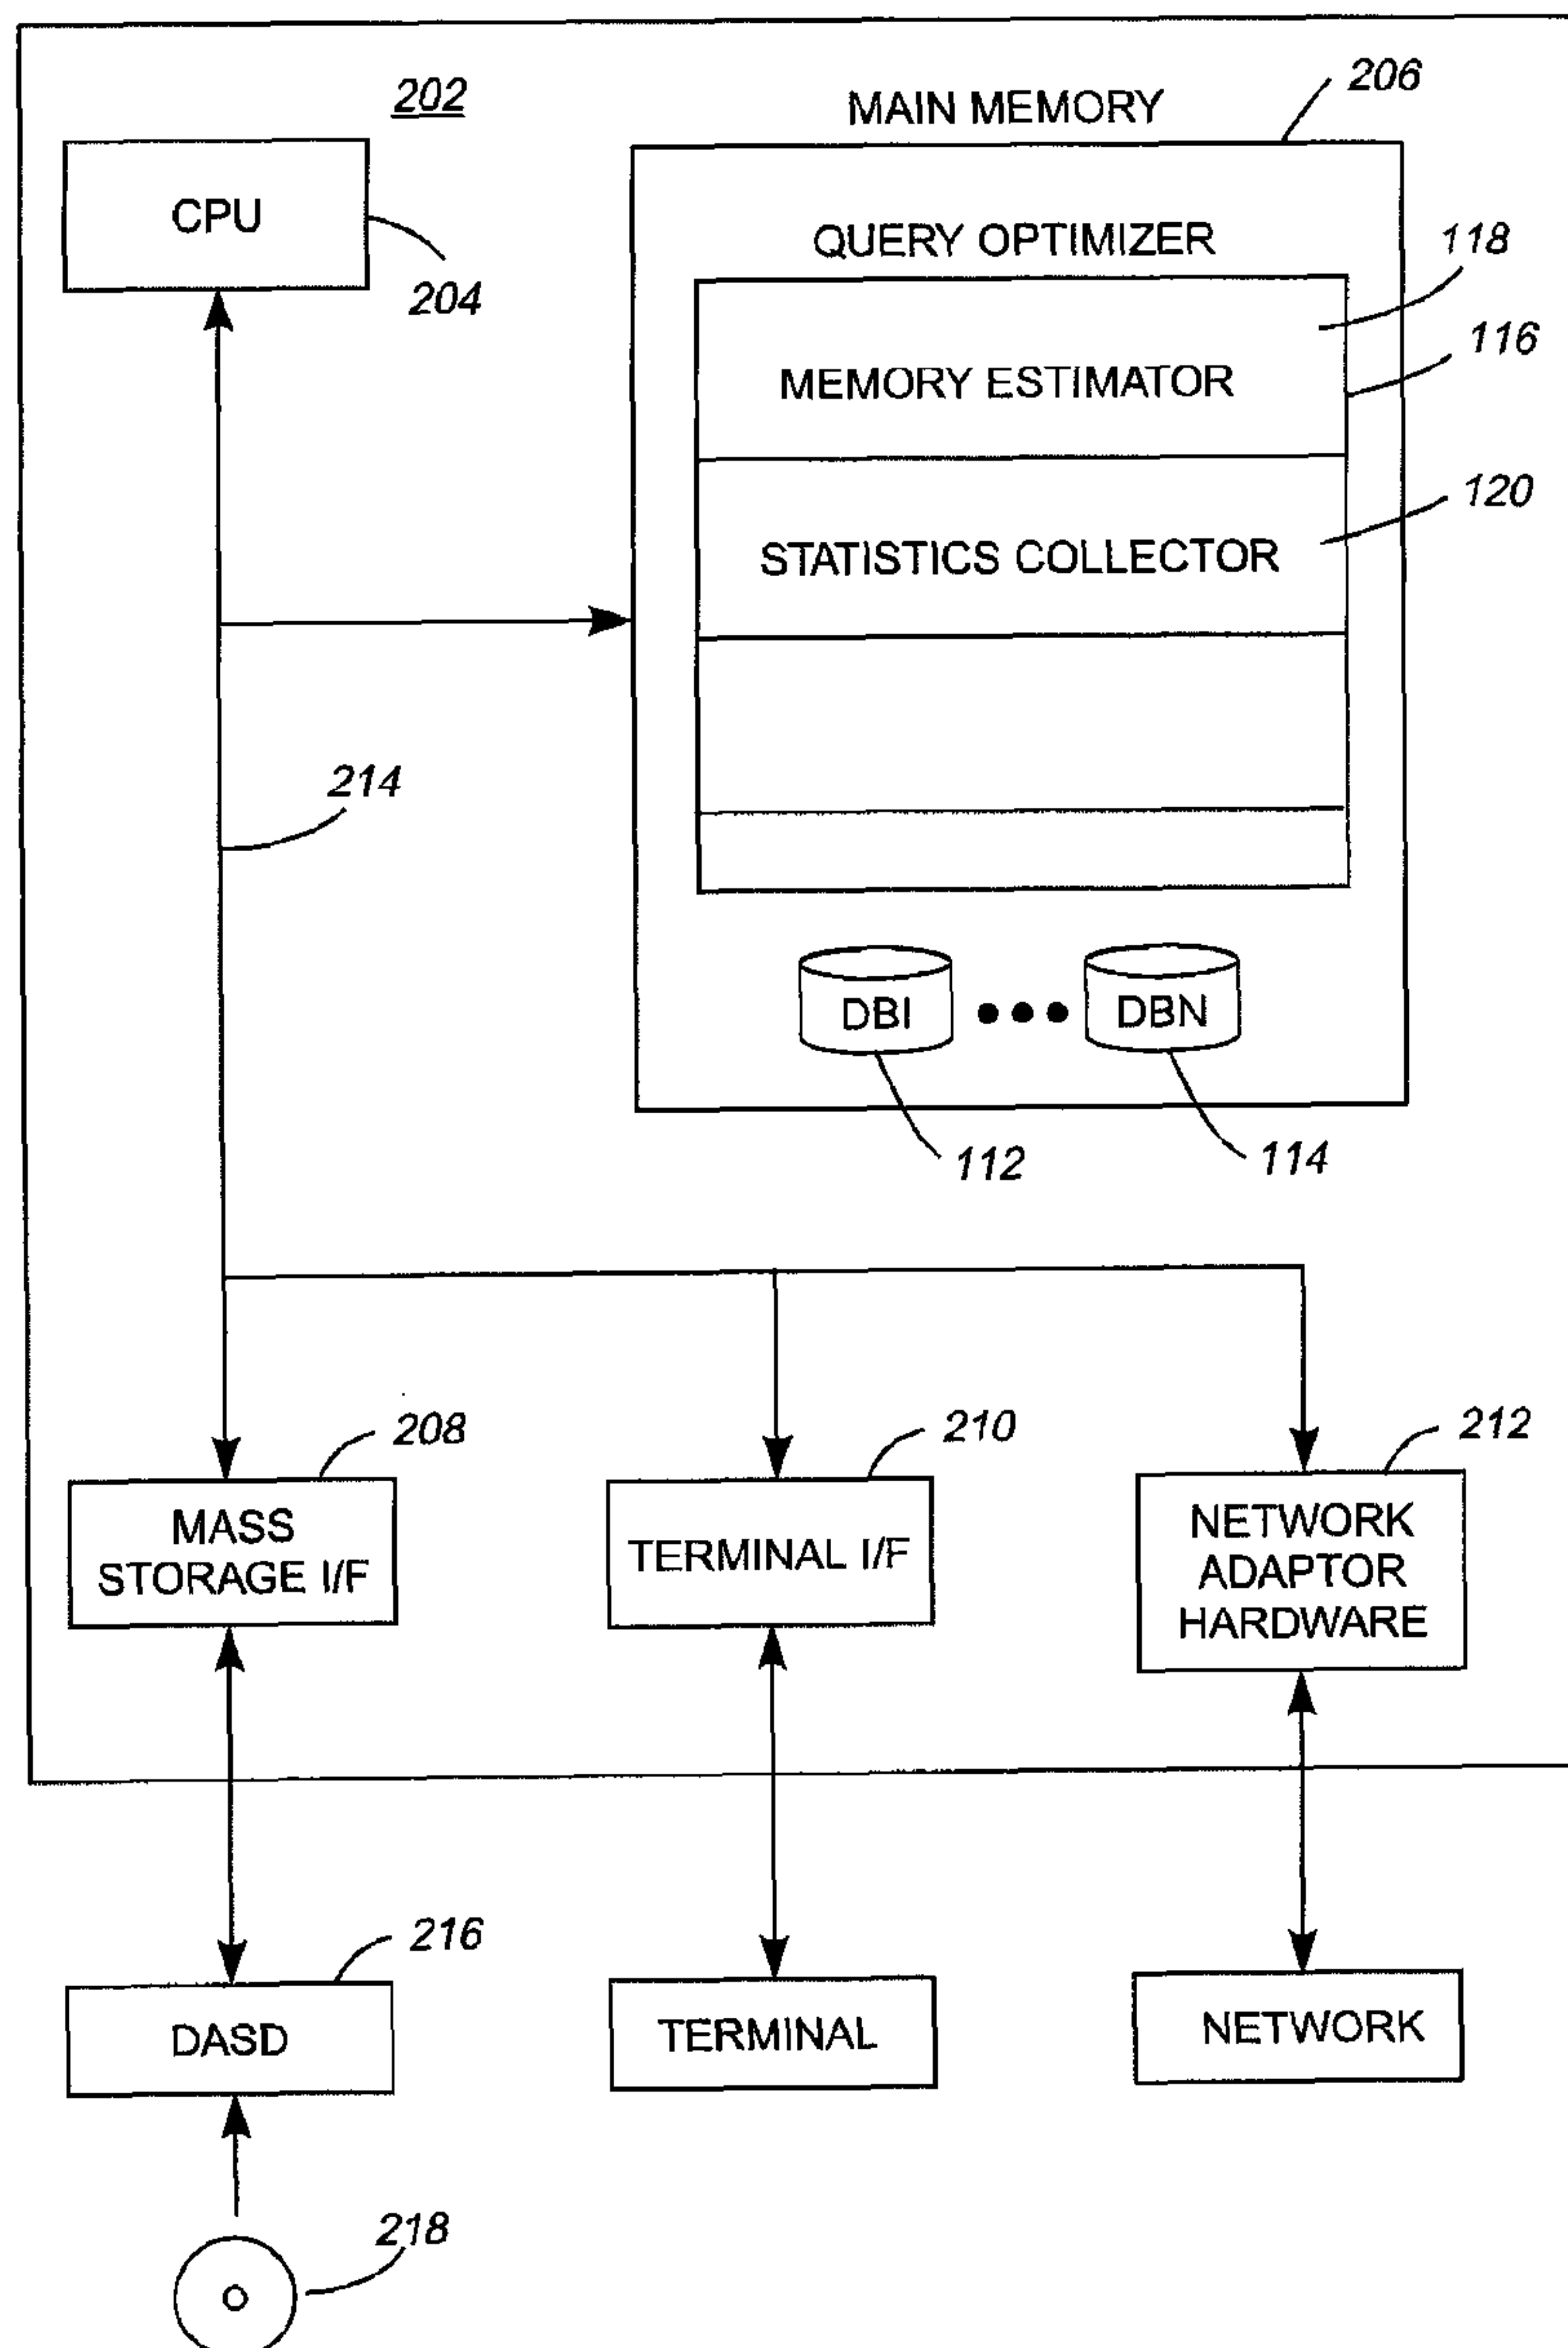 202
MAIN MEMORY
206
CPU
204
QUERY OPTIMIZER
118
MEMORY ESTIMATOR
116
STATISTICS COLLECTOR
120
214
DBI
DBN
112
114
208
210
212
MASS
STORAGE I/F
TERMINAL I/F
NETWORK
ADAPTOR
HARDWARE
216
DASD
TERMINAL
NETWORK
218